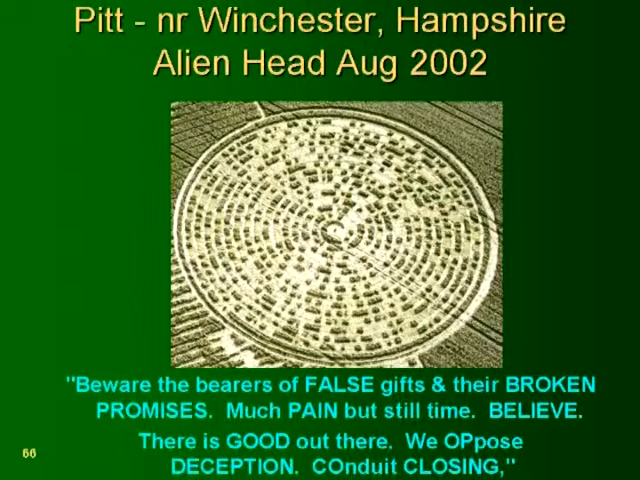 Pitt - nr Winchester, Hampshire
Alien Head Aug 2002
"Beware the bearers of FALSE gifts & their BROKEN
PROMISES.  Much PAIN but still time.  BELIEVE.
There is GOOD out there.  We OPpose
DECEPTION.  COnduit CLOSING,"
66